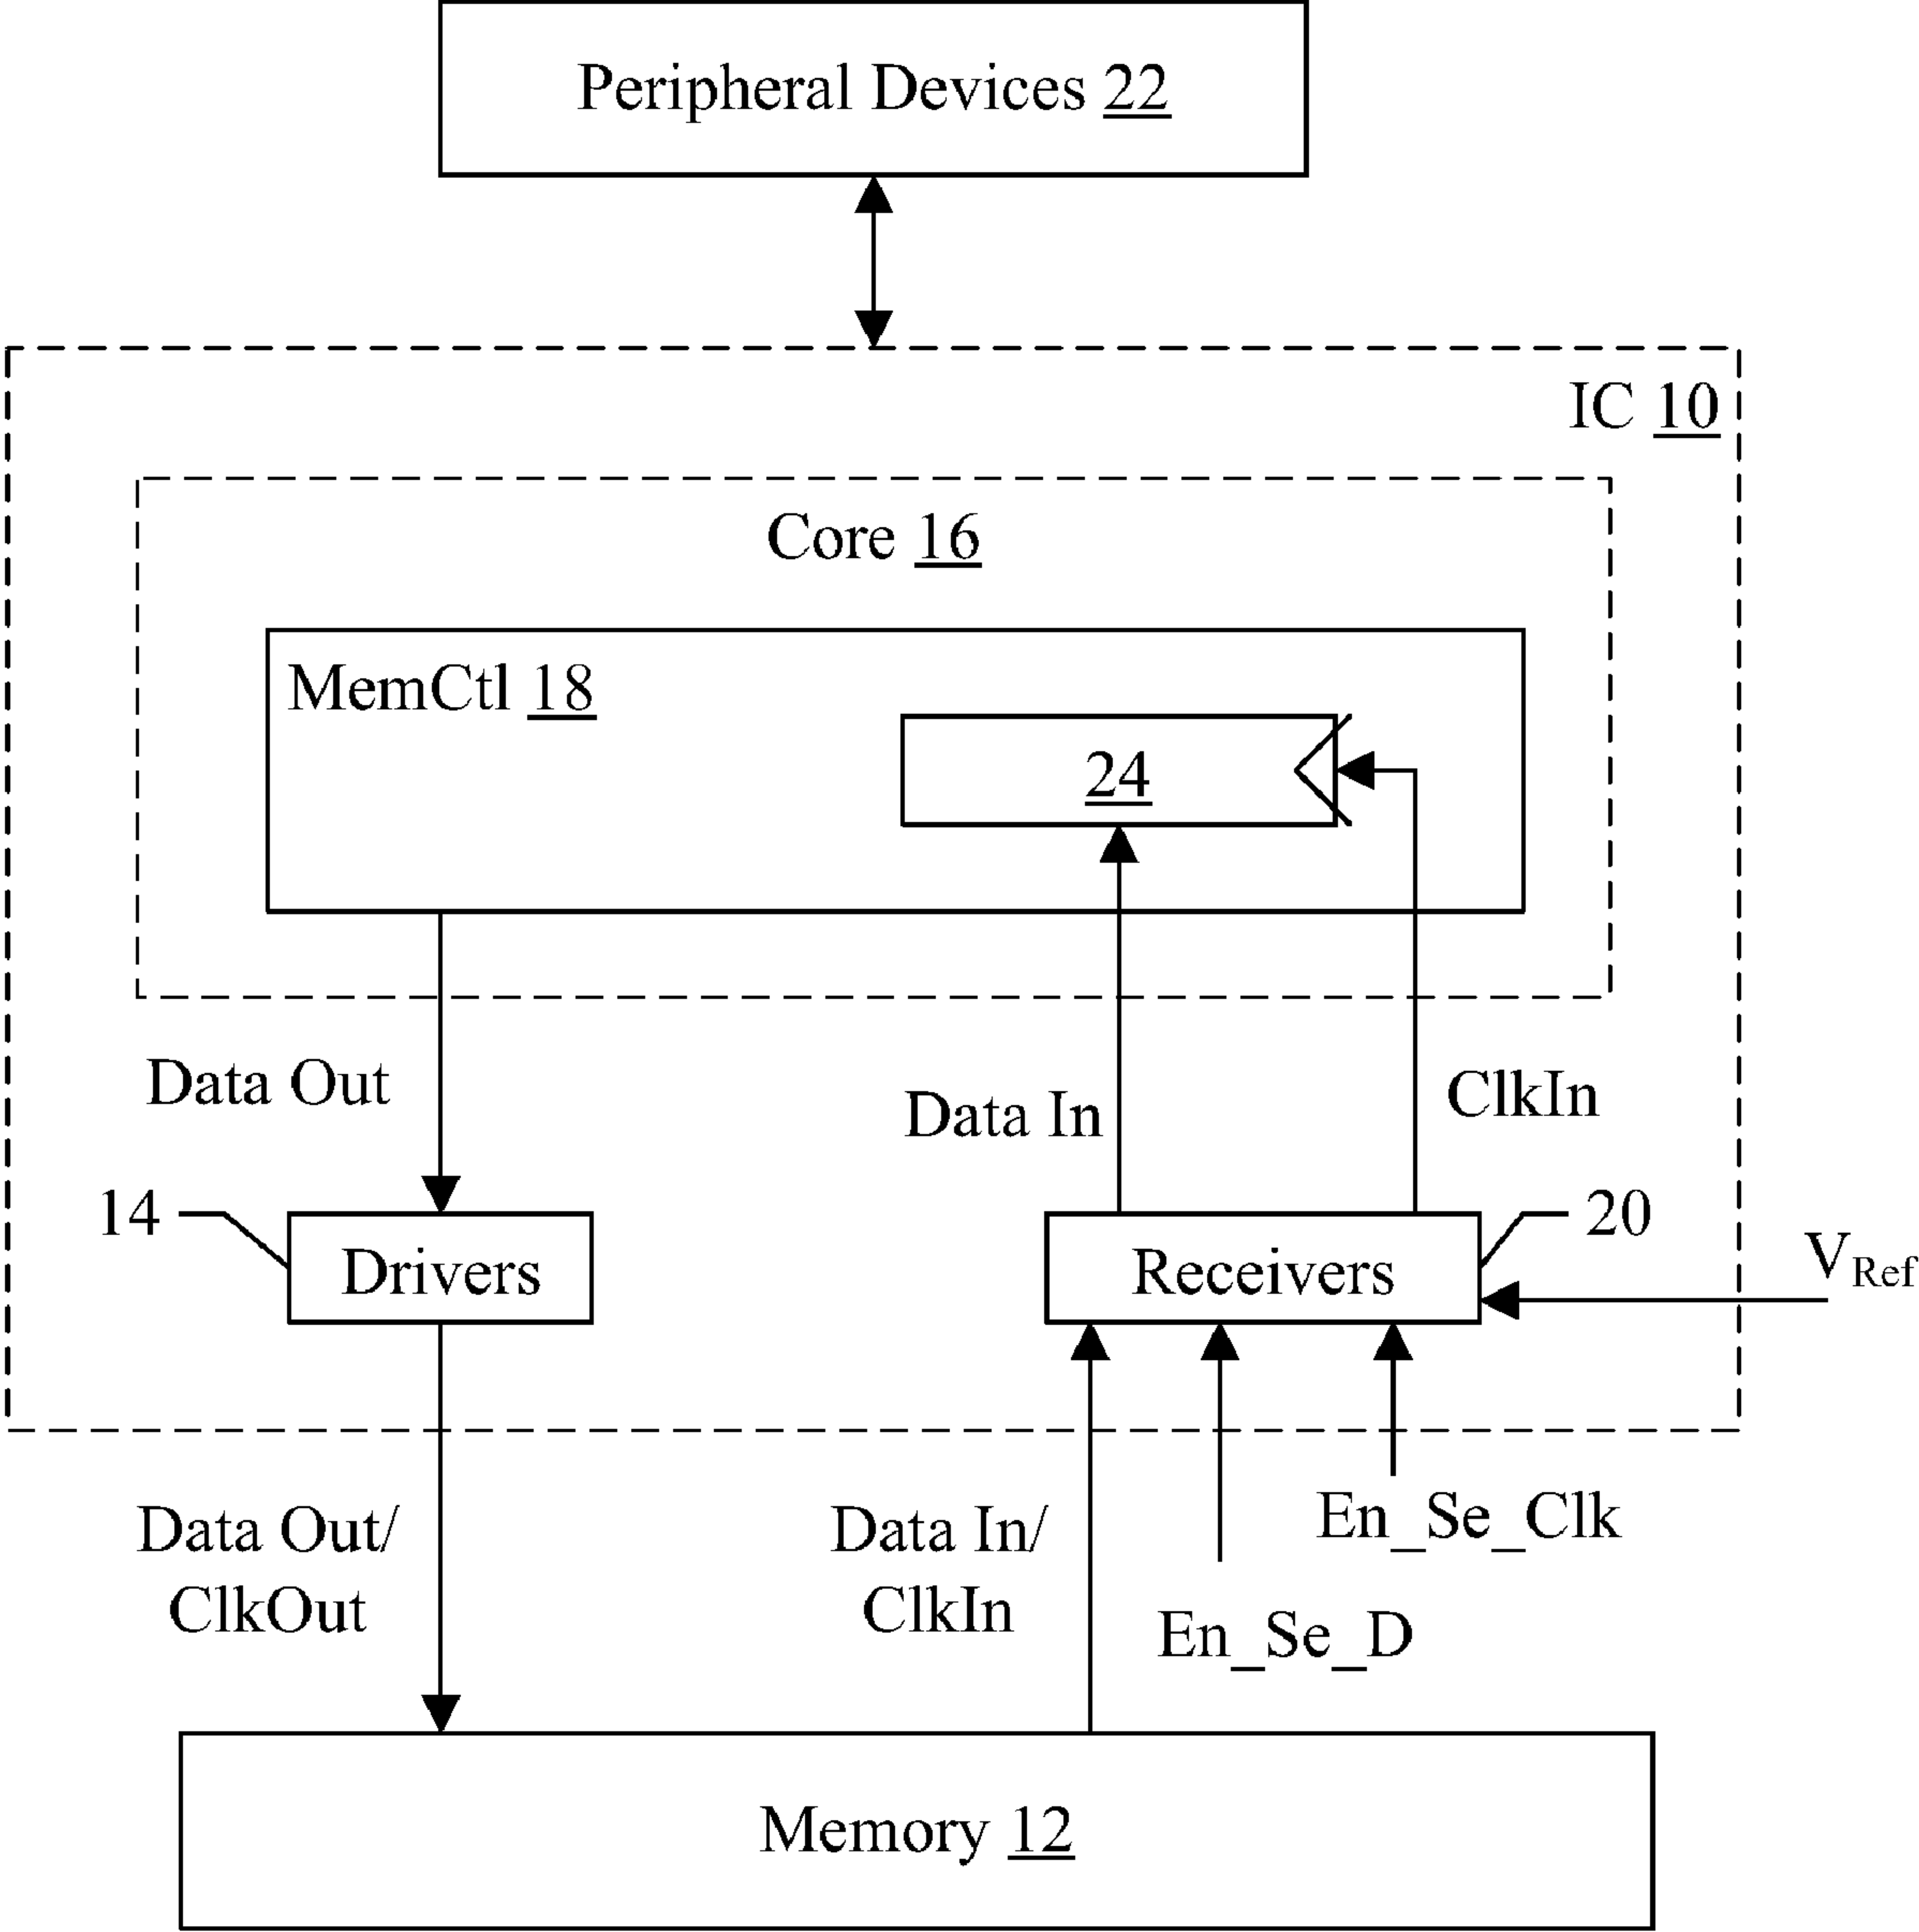 Peripheral Devices 22
IC 10
Core 16
MemCtl 18
24
Data Out
Data In
ClkIn
14
Drivers
Receivers
20
VRef
Data Out/
ClkOut
Data In/
ClkIn
En_Se_Clk
En_Se_D
Memory 12